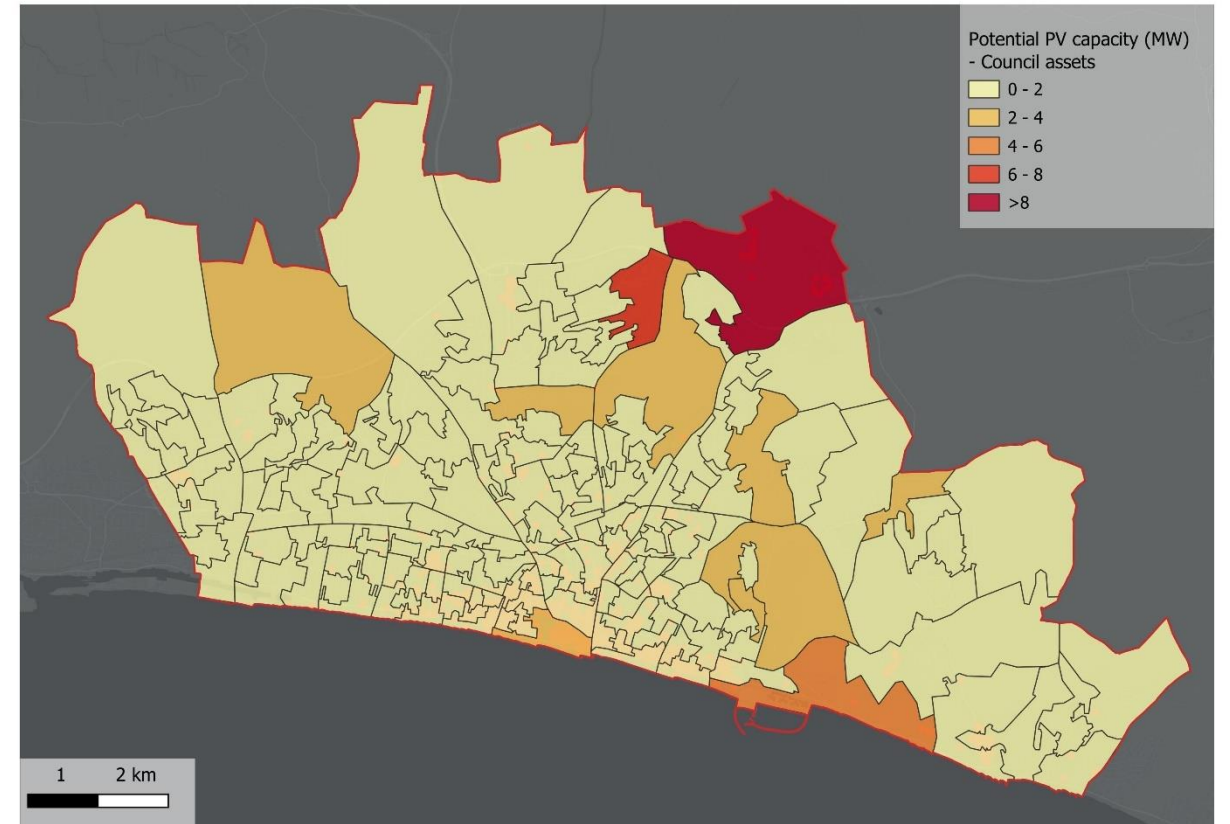 Potential PV capacity (MW)
- Council assets
0 - 2
2 - 4
4 - 6
6 - 8
>8
1 2 km